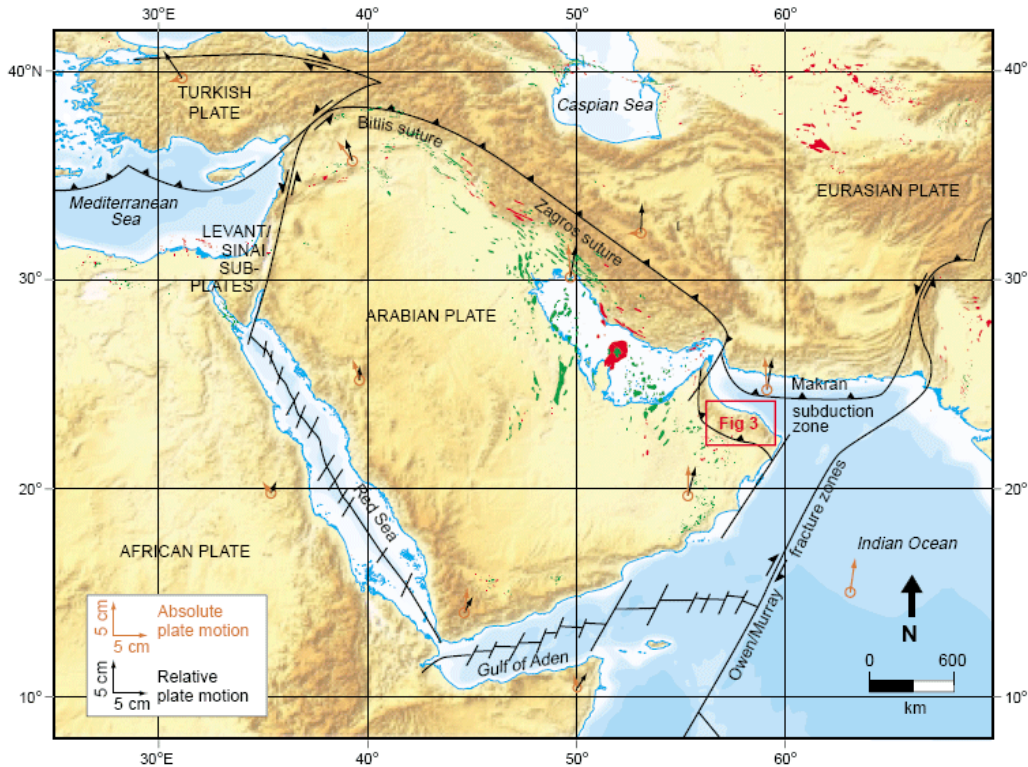 30°E
40°
50°
60°
40°N
40°
TURKISH
PLATE
Caspian Sea
Bitlis suture
EURASIAN PLATE
Mediterranean
Sea
Zagros suture
LEVANT/
SINAI-
SUB-
PLATES
30°
30°
ARABIAN PLATE
Makran
subduction
zone
Fig 3
20°
20°
Red Sea
AFRICAN PLATE
Owen/Murray fracture zones
Indian Ocean
N
5 cm
5 cm
Absolute
plate motion
5 cm
5 cm
Relative
plate motion
Gulf of Aden
0 600
km
10°
10°
30°E
40°
50°
60°